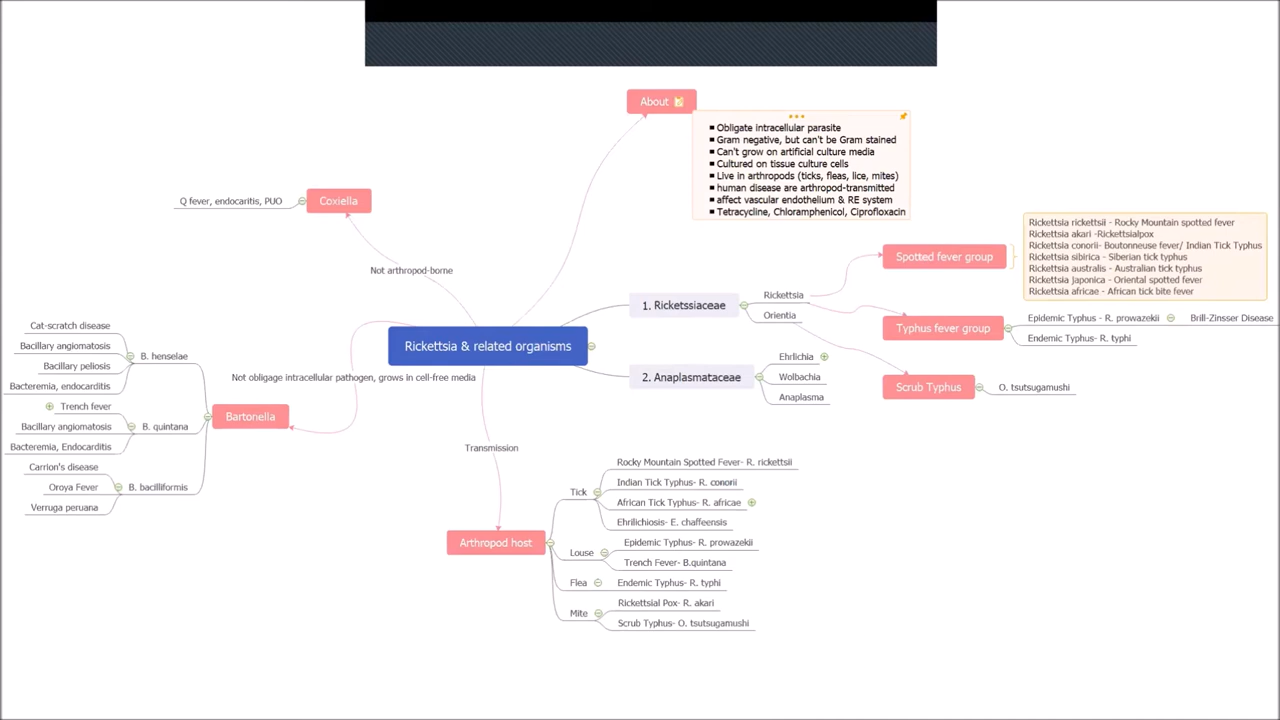 About
■ Obligate intracellular parasite
■ Gram negative, but can't be Gram stained
■ Can't grow on artificial culture media
■ Cultured on tissue culture cells
■ Live in arthropods (ticks, fleas, lice, mites)
■ human disease are arthropod-transmitted
■ affect vascular endothelium & RE system
■ Tetracycline, Chloramphenicol, Ciprofloxacin
Q fever, endocaritis, PUO
Coxiella
Not arthropod-borne
Rickettsia & related organisms
1. Ricketssiaceae
Rickettsia
Orientia
Spotted fever group
Rickettsia rickettsii - Rocky Mountain spotted fever
Rickettsia akari -Rickettsialpox
Rickettsia conorii- Boutonneuse fever/ Indian Tick Typhus
Rickettsia sibirica - Siberian tick typhus
Rickettsia australis - Australian tick typhus
Rickettsia japonica - Oriental spotted fever
Rickettsia africae - African tick bite fever
Typhus fever group
Epidemic Typhus - R. prowazekii
Brill-Zinsser Disease
Endemic Typhus- R. typhi
Scrub Typhus
O. tsutsugamushi
2. Anaplasmataceae
Ehrlichia
Wolbachia
Anaplasma
Not obligage intracellular pathogen, grows in cell-free media
Bartonella
B. henselae
Cat-scratch disease
Bacillary angiomatosis
Bacillary peliosis
Bacteremia, endocarditis
B. quintana
Trench fever
Bacillary angiomatosis
Bacteremia, Endocarditis
B. bacilliformis
Carrion's disease
Oroya Fever
Verruga peruana
Transmission
Arthropod host
Tick
Rocky Mountain Spotted Fever- R. rickettsii
Indian Tick Typhus- R. conorii
African Tick Typhus- R. africae
Ehrilichiosis- E. chaffeensis
Louse
Epidemic Typhus- R. prowazekii
Trench Fever- B.quintana
Flea
Endemic Typhus- R. typhi
Mite
Rickettsial Pox- R. akari
Scrub Typhus- O. tsutsugamushi